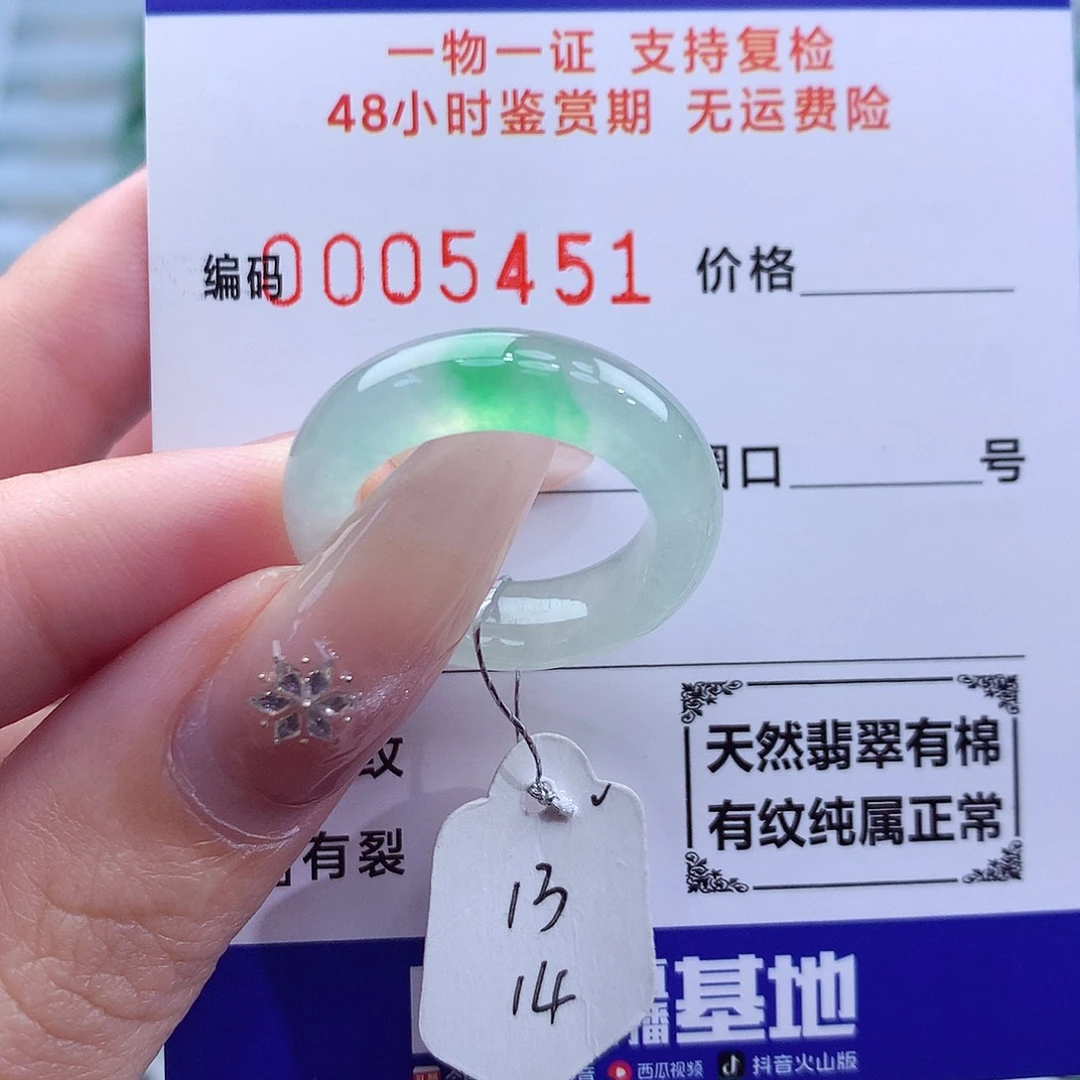 一物一证 支持复检
48小时鉴赏期 无运费险
编码0005451 价格
圈口 号
纹
有裂
天然翡翠有棉
有纹纯属正常
13
14
播基地
音 西瓜视频 抖音火山版